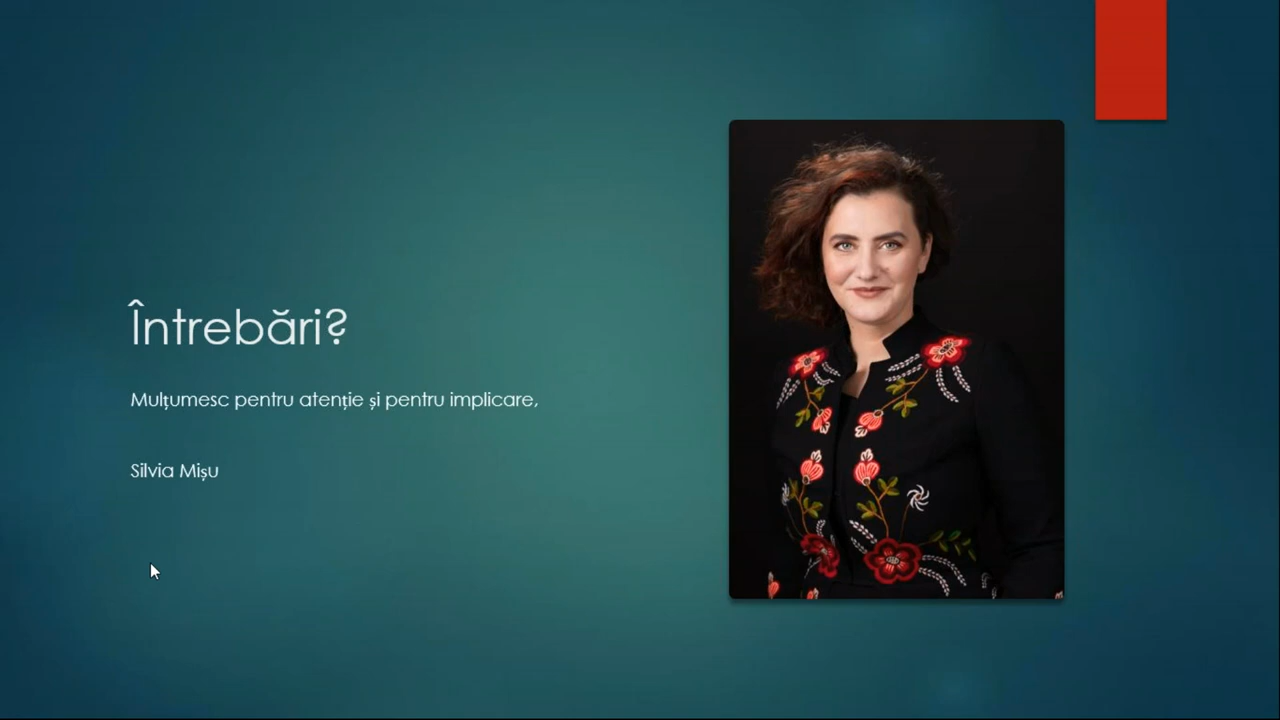 Întrebări?
Mulțumesc pentru atenție și pentru implicare,
Silvia Mișu